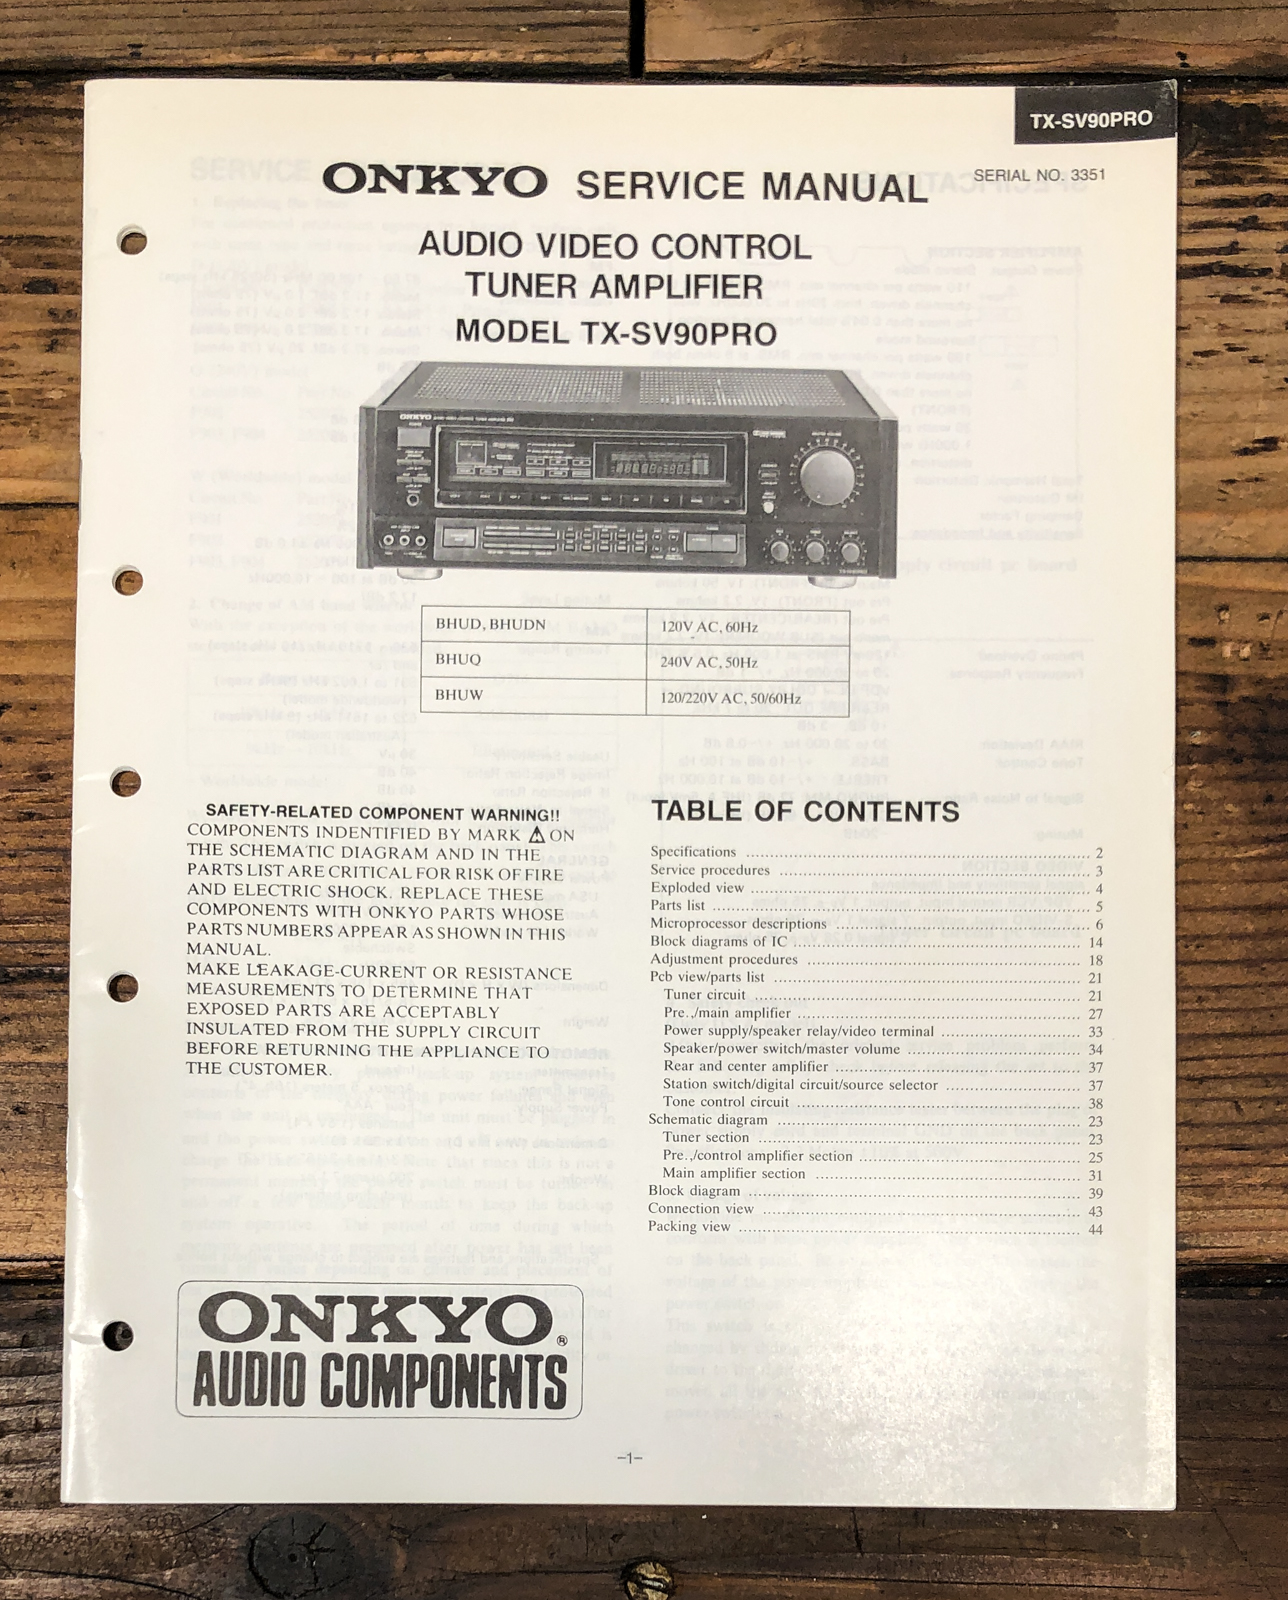 TX-SV90PRO
SERIAL NO. 3351
ONKYO SERVICE MANUAL
AUDIO VIDEO CONTROL
TUNER AMPLIFIER
MODEL TX-SV90PRO
ONKYO
BHUD, BHUDN 120V AC, 60Hz
BHUQ 240V AC, 50Hz
BHUW 120/220V AC, 50/60Hz
SAFETY-RELATED COMPONENT WARNING!!
COMPONENTS INDENTIFIED BY MARK ⚠ ON
THE SCHEMATIC DIAGRAM AND IN THE
PARTS LIST ARE CRITICAL FOR RISK OF FIRE
AND ELECTRIC SHOCK. REPLACE THESE
COMPONENTS WITH ONKYO PARTS WHOSE
PARTS NUMBERS APPEAR AS SHOWN IN THIS
MANUAL.
MAKE LEAKAGE-CURRENT OR RESISTANCE
MEASUREMENTS TO DETERMINE THAT
EXPOSED PARTS ARE ACCEPTABLY
INSULATED FROM THE SUPPLY CIRCUIT
BEFORE RETURNING THE APPLIANCE TO
THE CUSTOMER.
TABLE OF CONTENTS
Specifications ........ 2
Service procedures ........ 3
Exploded view ........ 4
Parts list ........ 5
Microprocessor descriptions ........ 6
Block diagrams of IC ........ 14
Adjustment procedures ........ 18
Pcb view/parts list ........ 21
Tuner circuit ........ 21
Pre.,/main amplifier ........ 27
Power supply/speaker relay/video terminal ........ 33
Speaker/power switch/master volume ........ 34
Rear and center amplifier ........ 37
Station switch/digital circuit/source selector ........ 37
Tone control circuit ........ 38
Schematic diagram ........ 23
Tuner section ........ 23
Pre.,/control amplifier section ........ 25
Main amplifier section ........ 31
Block diagram ........ 39
Connection view ........ 43
Packing view ........ 44
ONKYO®
AUDIO COMPONENTS
–1–